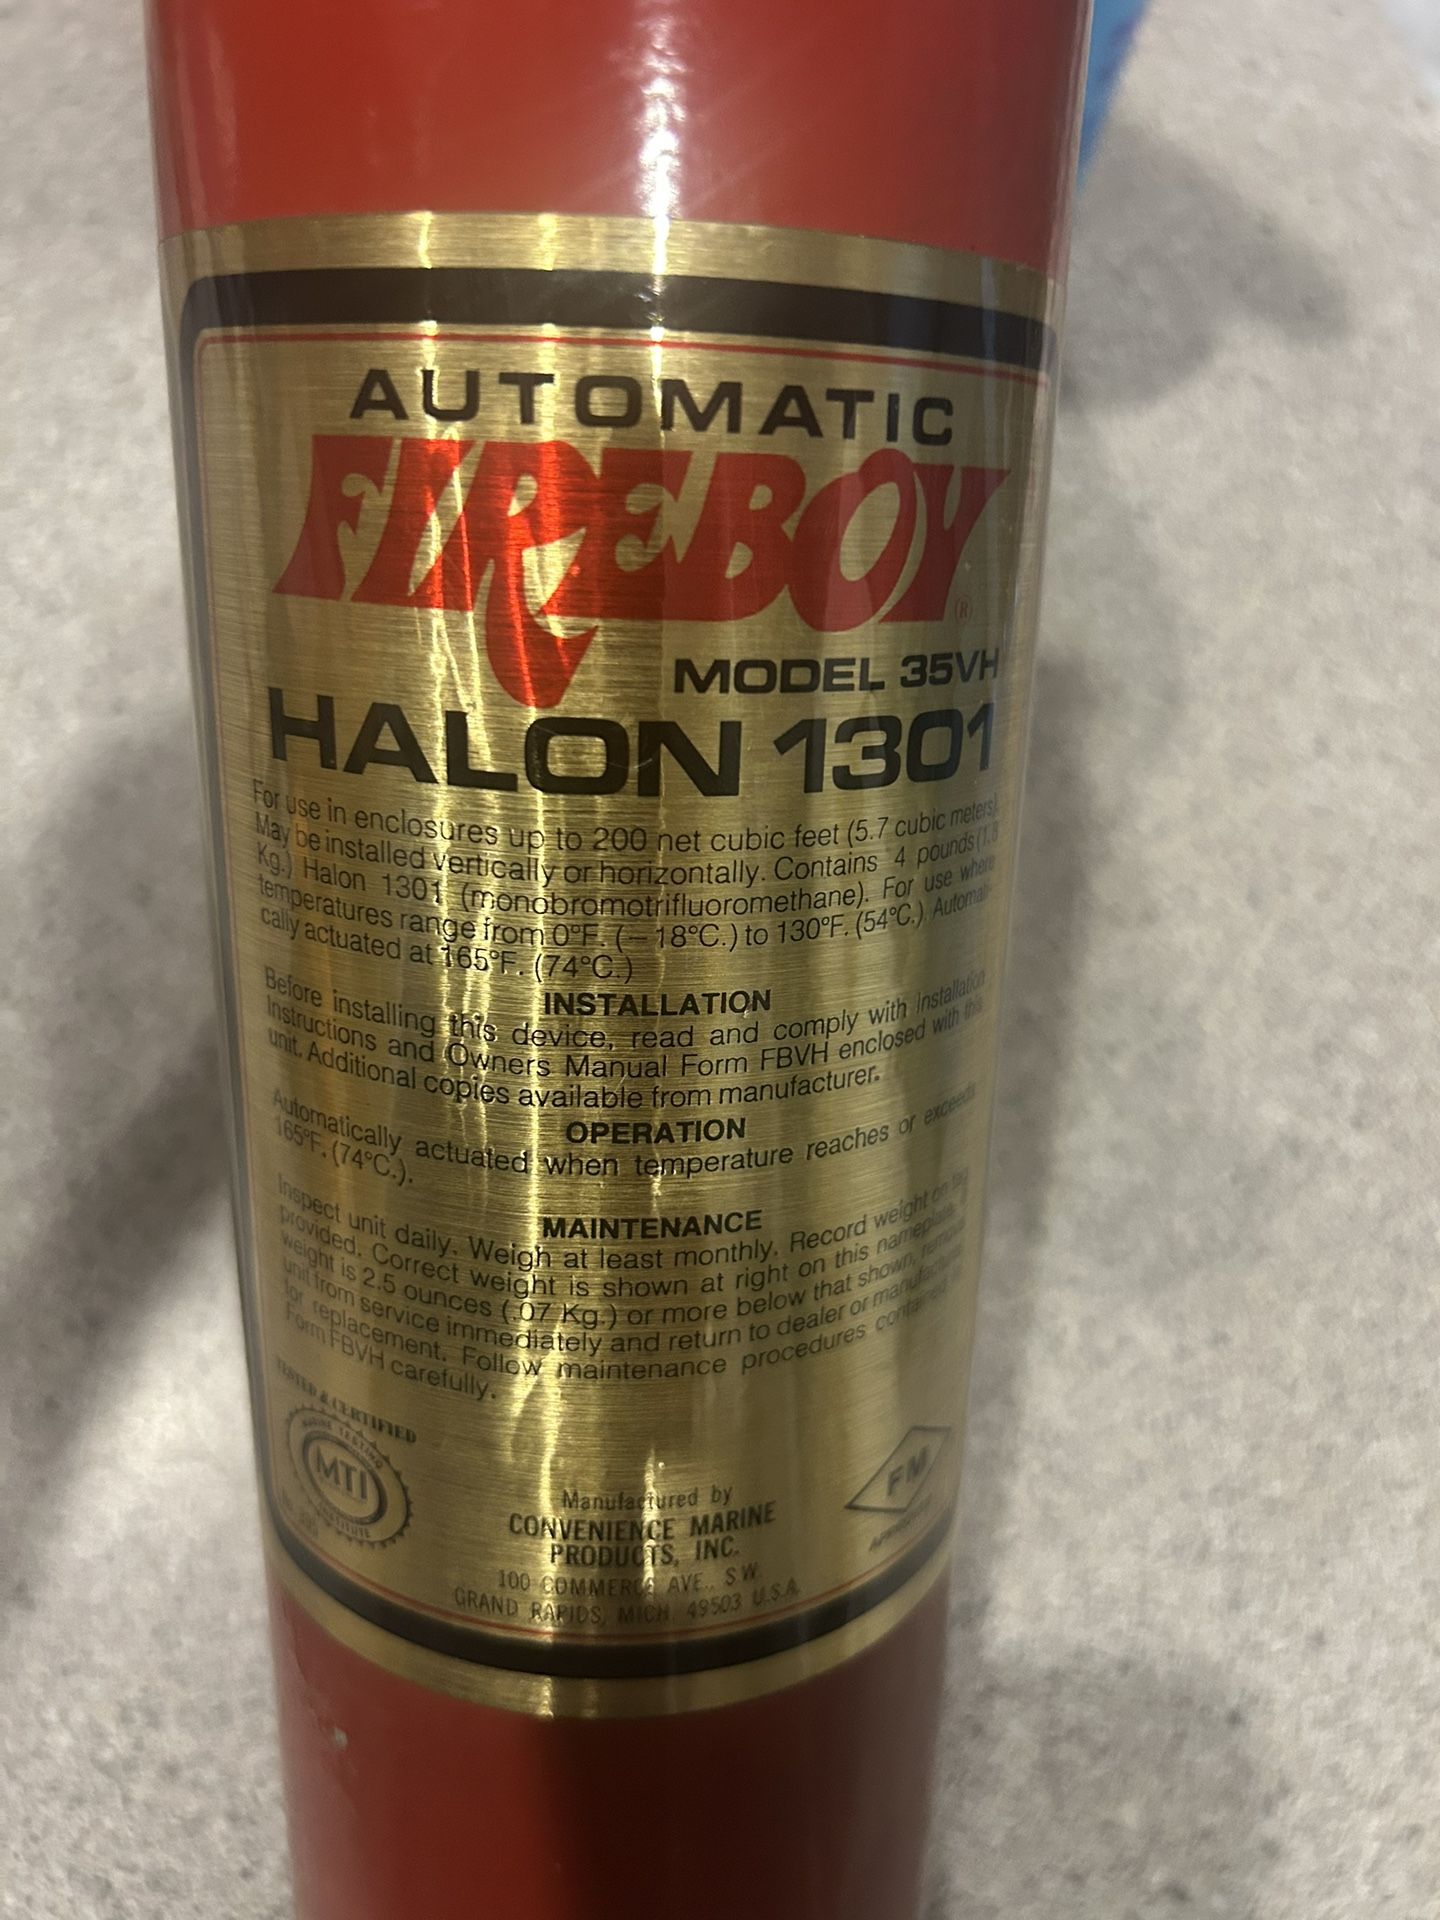 AUTOMATIC
FIREBOY®
MODEL 35VH
HALON 1301
For use in enclosures up to 200 net cubic feet (5.7 cubic meters).
May be installed vertically or horizontally. Contains 4 pounds (1.8
Kg.) Halon 1301 (monobromotrifluoromethane). For use where
temperatures range from 0°F. (−18°C.) to 130°F. (54°C.). Automati-
cally actuated at 165°F. (74°C.)
INSTALLATION
Before installing this device, read and comply with installation
Instructions and Owners Manual Form FBVH enclosed with this
unit. Additional copies available from manufacturer.
OPERATION
Automatically actuated when temperature reaches or exceeds
165°F. (74°C.).
MAINTENANCE
Inspect unit daily. Weigh at least monthly. Record weight on tag
provided. Correct weight is shown at right on this nameplate. If
weight is 2.5 ounces (.07 Kg.) or more below that shown, remove
unit from service immediately and return to dealer or manufacturer
for replacement. Follow maintenance procedures contained
Form FBVH carefully.
TESTED & CERTIFIED
MARINE TESTING
MTI
INSTITUTE
FM
Approved
Manufactured by
CONVENIENCE MARINE
PRODUCTS, INC.
100 COMMERCE AVE., S.W.
GRAND RAPIDS, MICH. 49503 U.S.A.